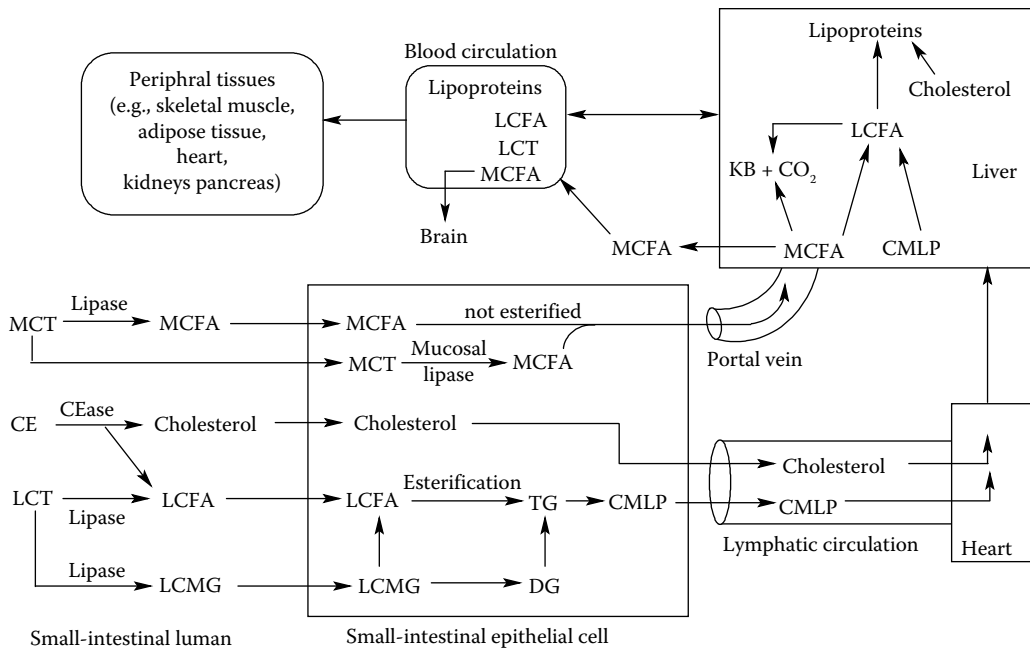 Blood circulation
Periphral tissues
(e.g., skeletal muscle,
adipose tissue,
heart,
kidneys pancreas)
Lipoproteins
LCFA
LCT
MCFA
Brain
MCFA
Lipoproteins
Cholesterol
LCFA
KB + CO₂
Liver
MCFA
CMLP
MCT
Lipase
MCFA
MCFA
not esterified
MCT
Mucosal
lipase
MCFA
Portal vein
CE
CEase
Cholesterol
Cholesterol
Cholesterol
LCT
Lipase
LCFA
LCFA
Esterification
TG
CMLP
CMLP
Lymphatic circulation
Heart
Lipase
LCMG
LCMG
DG
Small-intestinal luman
Small-intestinal epithelial cell